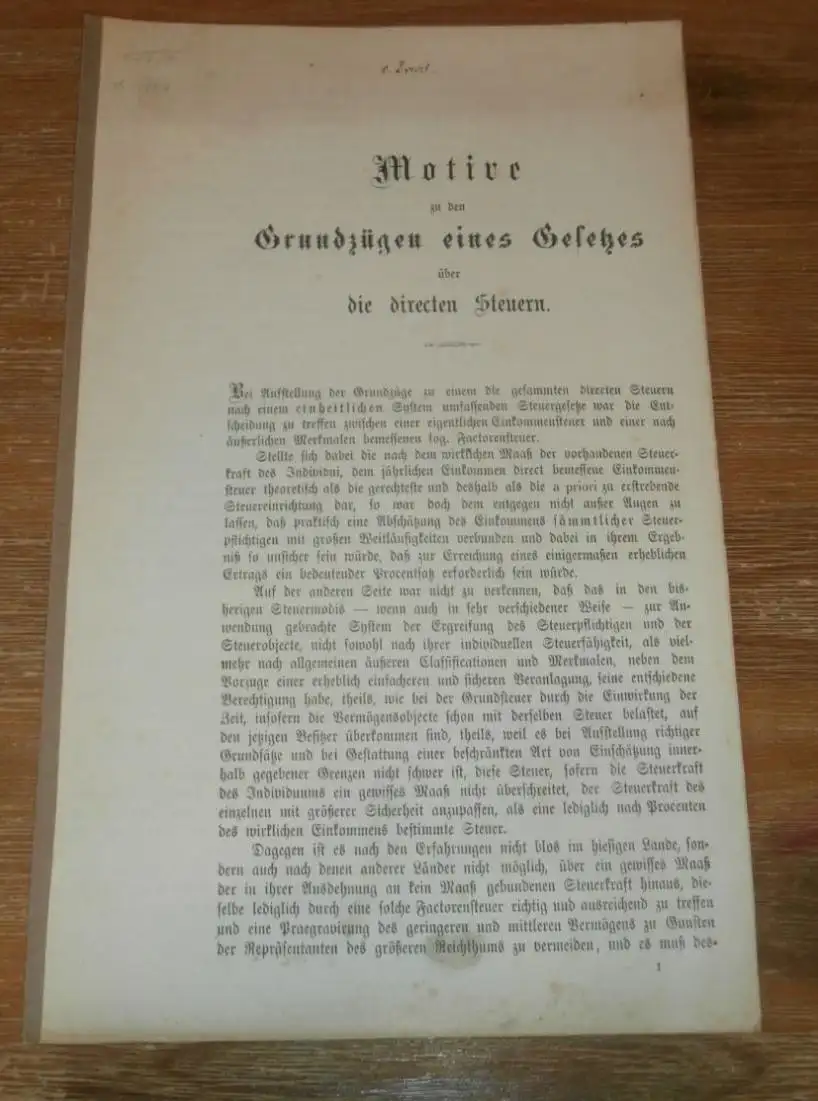 Motive
zu den
Grundzügen eines Gesetzes
über
die directen Steuern.
Bei Aufstellung der Grundzüge zu einem die gesammten directen Steuern
nach einem einheitlichen System umfassenden Steuergesetze war die Ent-
scheidung zu treffen zwischen einer eigentlichen Einkommensteuer und einer nach
äußerlichen Merkmalen bemessenen sog. Factorensteuer.
Stellte sich dabei die nach dem wirklichen Maaß der vorhandenen Steuer-
kraft des Individui, dem jährlichen Einkommen direct bemessene Einkommen-
steuer theoretisch als die gerechteste und deshalb als die a priori zu erstrebende
Steuereinrichtung dar, so war doch dem entgegen nicht außer Augen zu
lassen, daß praktisch eine Abschätzung des Einkommens sämmtlicher Steuer-
pflichtigen mit großen Weitläufigkeiten verbunden und dabei in ihrem Ergeb-
niß so unsicher sein würde, daß zur Erreichung eines einigermaßen erheblichen
Ertrags ein bedeutender Procentsatz erforderlich sein würde.
Auf der anderen Seite war nicht zu verkennen, daß das in den bis-
herigen Steuermodis — wenn auch in sehr verschiedener Weise — zur An-
wendung gebrachte System der Ergreifung des Steuerpflichtigen und der
Steuerobjecte, nicht sowohl nach ihrer individuellen Steuerfähigkeit, als viel-
mehr nach allgemeinen äußeren Classificationen und Merkmalen, neben dem
Vorzuge einer erheblich einfacheren und sicheren Veranlagung, seine entschiedene
Berechtigung habe, theils, wie bei der Grundsteuer durch die Einwirkung der
Zeit, insofern die Vermögensobjecte schon mit derselben Steuer belastet, auf
den jetzigen Besitzer überkommen sind, theils, weil es bei Aufstellung richtiger
Grundsätze und bei Gestattung einer beschränkten Art von Einschätzung inner-
halb gegebener Grenzen nicht schwer ist, diese Steuer, sofern die Steuerkraft
des Individuums ein gewisses Maaß nicht überschreitet, der Steuerkraft des
einzelnen mit größerer Sicherheit anzupassen, als eine lediglich nach Procenten
des wirklichen Einkommens bestimmte Steuer.
Dagegen ist es nach den Erfahrungen nicht blos im hiesigen Lande, son-
dern auch nach denen anderer Länder nicht möglich, über ein gewisses Maaß
der in ihrer Ausdehnung an kein Maaß gebundenen Steuerkraft hinaus, die-
selbe lediglich durch eine solche Factorensteuer richtig und ausreichend zu treffen
und eine Praegravirung des geringeren und mittleren Vermögens zu Gunsten
der Repräsentanten des größeren Reichthums zu vermeiden, und es muß des-
1